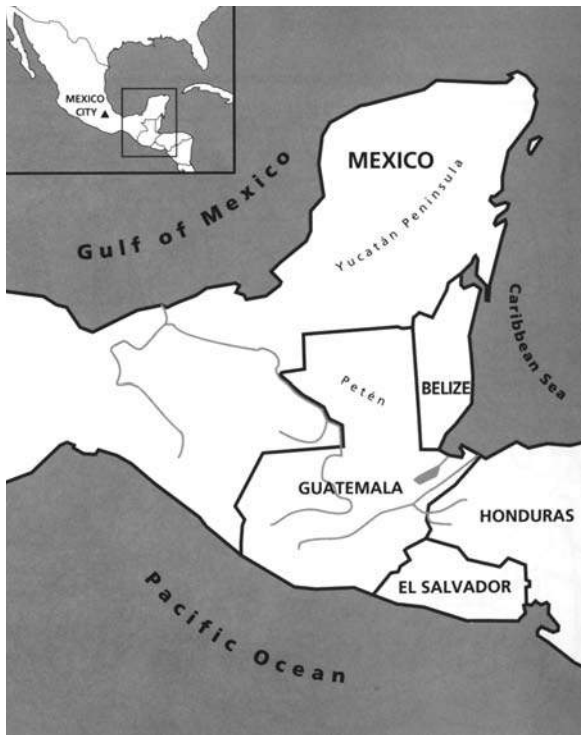 MEXICO
CITY
MEXICO
Gulf of Mexico
Yucatán Peninsula
Caribbean Sea
Petén
BELIZE
GUATEMALA
HONDURAS
EL SALVADOR
Pacific Ocean